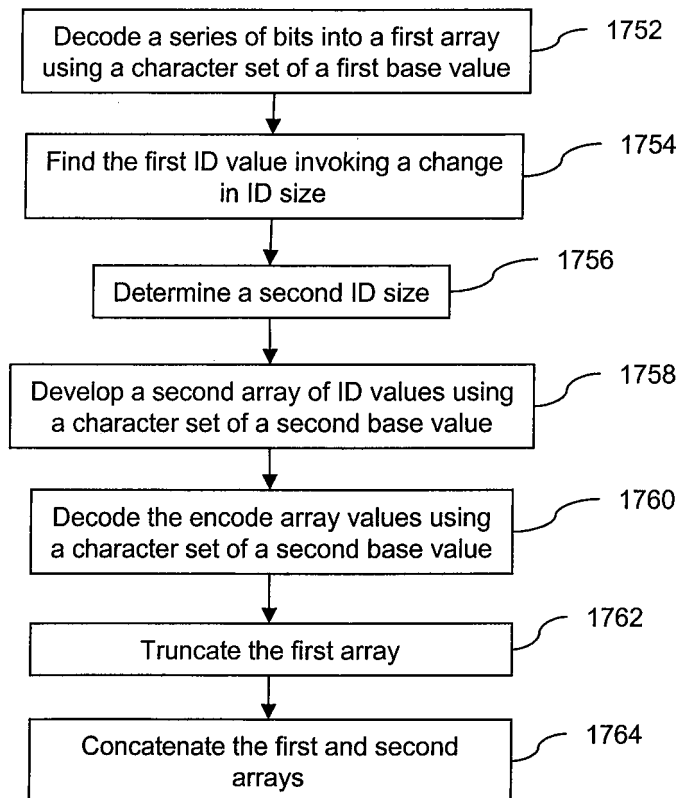 Decode a series of bits into a first array
using a character set of a first base value
1752
Find the first ID value invoking a change
in ID size
1754
Determine a second ID size
1756
Develop a second array of ID values using
a character set of a second base value
1758
Decode the encode array values using
a character set of a second base value
1760
Truncate the first array
1762
Concatenate the first and second
arrays
1764